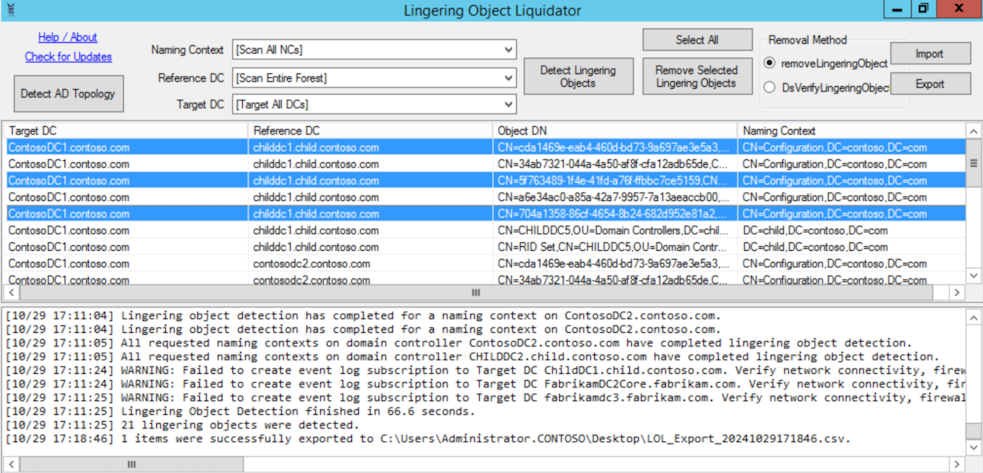 Lingering Object Liquidator
Help / About
Check for Updates
Detect AD Topology
Naming Context [Scan All NCs]
Reference DC [Scan Entire Forest]
Target DC [Target All DCs]
Detect Lingering
Objects
Select All
Remove Selected
Lingering Objects
Removal Method
removeLingeringObject
DsVerifyLingeringObject
Import
Export
Target DC Reference DC Object DN Naming Context
ContosoDC1.contoso.com childdc1.child.contoso.com CN=cda1469e-eab4-460d-bd73-9a697ae3e5a3,... CN=Configuration,DC=contoso,DC=com
ContosoDC1.contoso.com childdc1.child.contoso.com CN=34ab7321-044a-4a50-af8f-cfa12adb65de,C... CN=Configuration,DC=contoso,DC=com
ContosoDC1.contoso.com childdc1.child.contoso.com CN=5f763489-1f4e-41fd-a76f-ffbbc7ce5159,CN... CN=Configuration,DC=contoso,DC=com
ContosoDC1.contoso.com childdc1.child.contoso.com CN=a6e34ac0-a85a-42a7-9957-7a13aeaccb00,... CN=Configuration,DC=contoso,DC=com
ContosoDC1.contoso.com childdc1.child.contoso.com CN=704a1358-86cf-4654-8b24-682d952e81a2,... CN=Configuration,DC=contoso,DC=com
ContosoDC1.contoso.com childdc1.child.contoso.com CN=CHILDDC5,OU=Domain Controllers,DC=chil... DC=child,DC=contoso,DC=com
ContosoDC1.contoso.com childdc1.child.contoso.com CN=RID Set,CN=CHILDDC5,OU=Domain Contr... DC=child,DC=contoso,DC=com
ContosoDC1.contoso.com contosodc2.contoso.com CN=cda1469e-eab4-460d-bd73-9a697ae3e5a3,... CN=Configuration,DC=contoso,DC=com
ContosoDC1.contoso.com contosodc2.contoso.com CN=34ab7321-044a-4a50-af8f-cfa12adb65de,C... CN=Configuration,DC=contoso,DC=com
[10/29 17:11:04] Lingering object detection has completed for a naming context on ContosoDC2.contoso.com.
[10/29 17:11:04] Lingering object detection has completed for a naming context on ContosoDC2.contoso.com.
[10/29 17:11:05] All requested naming contexts on domain controller ContosoDC2.contoso.com have completed lingering object detection.
[10/29 17:11:05] All requested naming contexts on domain controller CHILDDC2.child.contoso.com have completed lingering object detection.
[10/29 17:11:24] WARNING: Failed to create event log subscription to Target DC ChildDC1.child.contoso.com. Verify network connectivity, firew
[10/29 17:11:24] WARNING: Failed to create event log subscription to Target DC FabrikamDC2Core.fabrikam.com. Verify network connectivity, fir
[10/29 17:11:25] WARNING: Failed to create event log subscription to Target DC fabrikamdc3.fabrikam.com. Verify network connectivity, firewal
[10/29 17:11:25] Lingering Object Detection finished in 66.6 seconds.
[10/29 17:11:25] 21 lingering objects were detected.
[10/29 17:18:46] 1 items were successfully exported to C:\Users\Administrator.CONTOSO\Desktop\LOL_Export_20241029171846.csv.